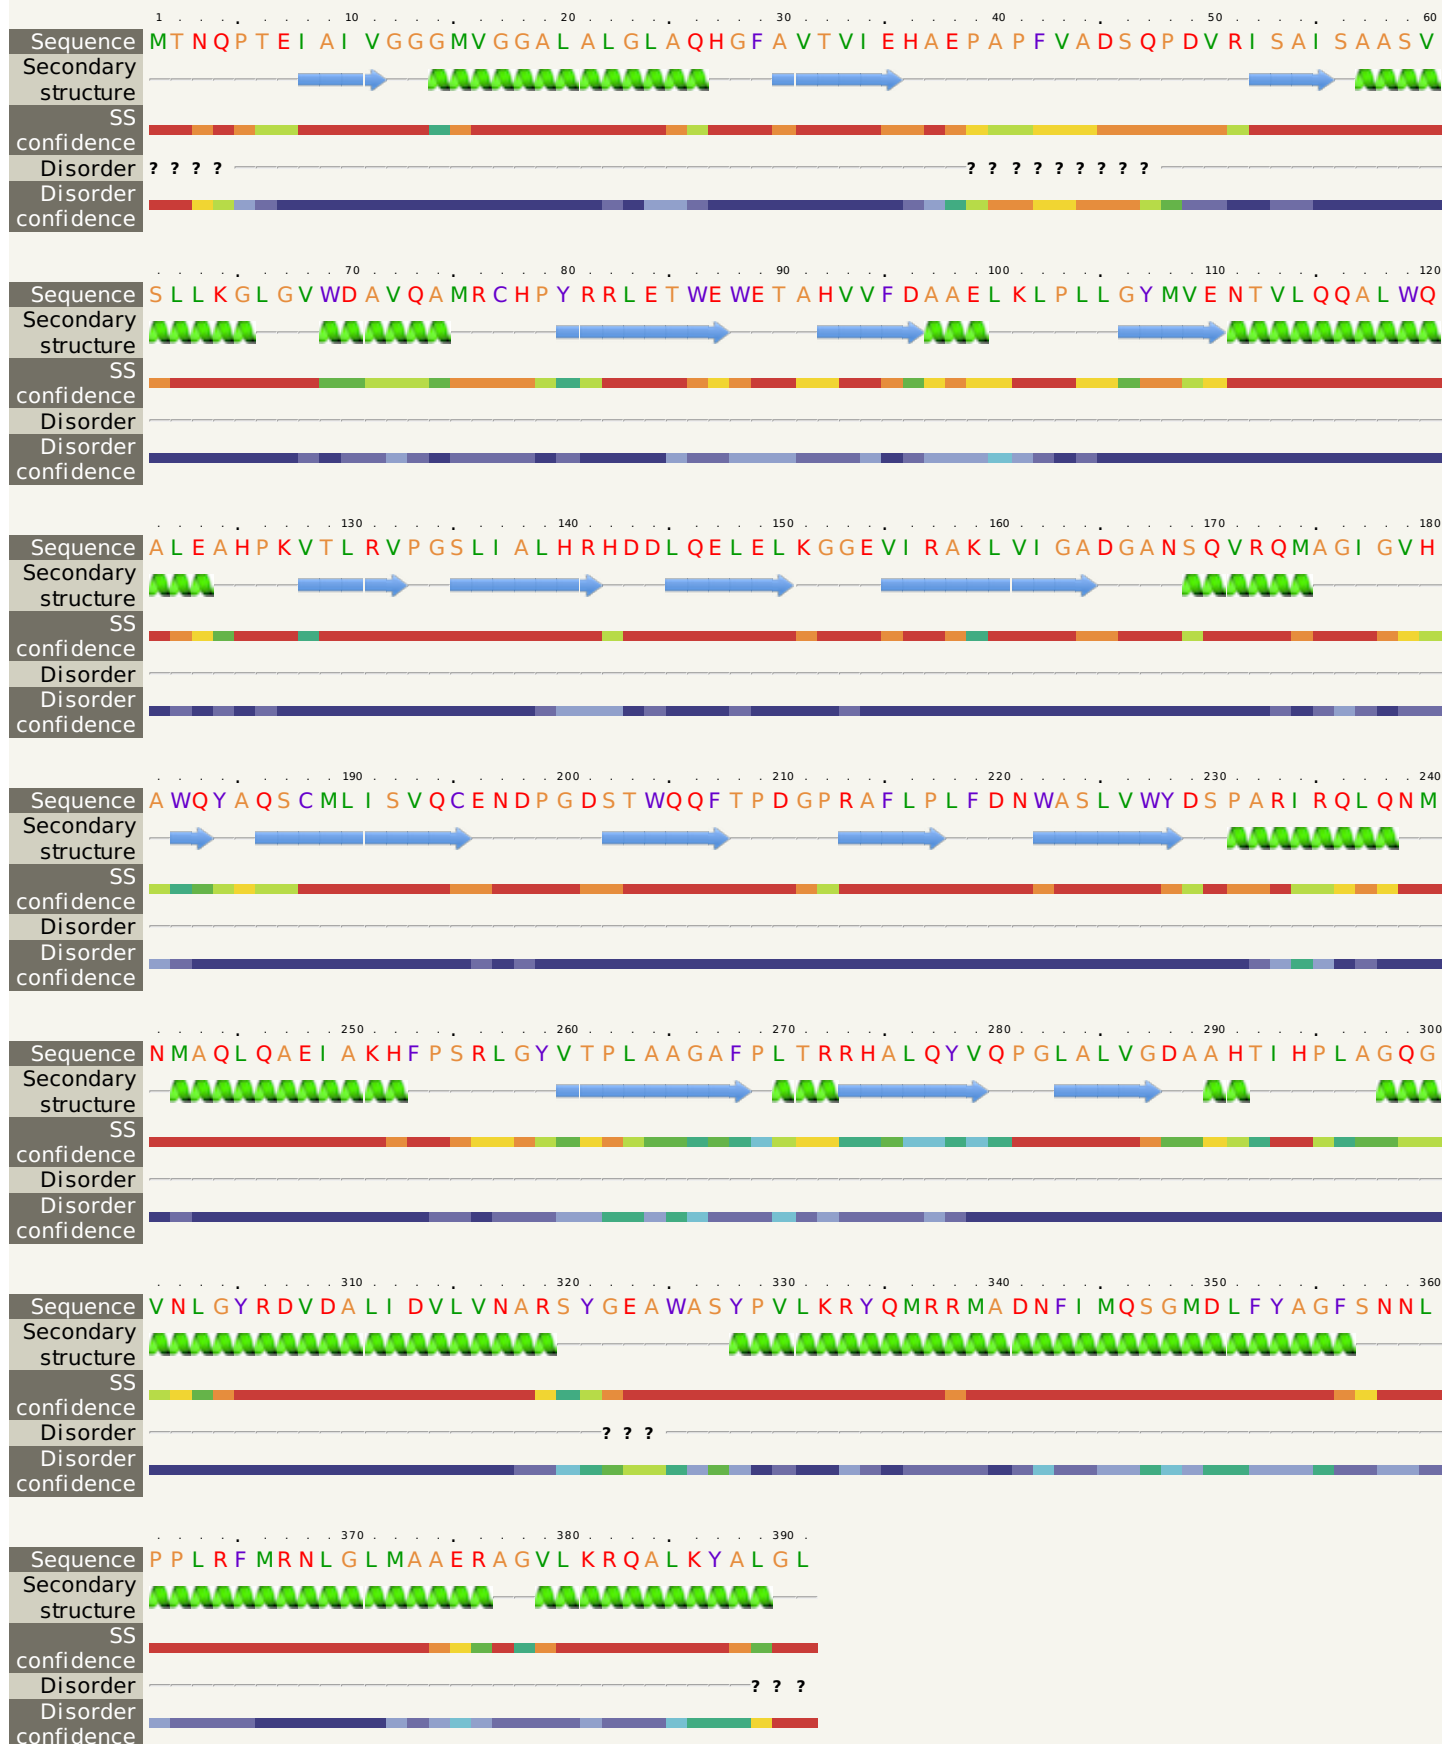 1 10 20 30 40 50 60
Sequence MTNQPTEIAIVGGGMVGGALALGLAQHGFAVTVIEHAEPAPFVADSQPDVRISAISAASV
Secondary
structure
SS
confidence
Disorder ? ? ? ? ? ? ? ? ? ? ? ? ?
Disorder
confidence
70 80 90 100 110 120
Sequence SLLKGLGVWDAVQAMRCHPYRRLETWEWETAHVVFDAAELKLPLLGYMVENTVLQQALWQ
Secondary
structure
SS
confidence
Disorder
Disorder
confidence
130 140 150 160 170 180
Sequence ALEAHPKVTLRVPGSLIALHRHDDLQELELKGGEVIRAKLVIGADGANSQVRQMAGIGVH
Secondary
structure
SS
confidence
Disorder
Disorder
confidence
190 200 210 220 230 240
Sequence AWQYAQSCMLISVQCENDPGDSTWQQFTPDGPRAFLPLFDNWASLVWYDSPARIRQLQNM
Secondary
structure
SS
confidence
Disorder
Disorder
confidence
250 260 270 280 290 300
Sequence NMAQLQAEIAKHFPSRLGYVTPLAAGAFPLTRRHALQYVQPGLALVGDAAHTIHPLAGQG
Secondary
structure
SS
confidence
Disorder
Disorder
confidence
310 320 330 340 350 360
Sequence VNLGYRDVDALIDVLVNARSYGEAWASYPVLKRYQMRRMADNFIMQSGMDLFYAGFSNNL
Secondary
structure
SS
confidence
Disorder ? ? ?
Disorder
confidence
370 380 390
Sequence PPLRFMRNLGLMAAERAGVLKRQALKYALGL
Secondary
structure
SS
confidence
Disorder ? ? ?
Disorder
confidence